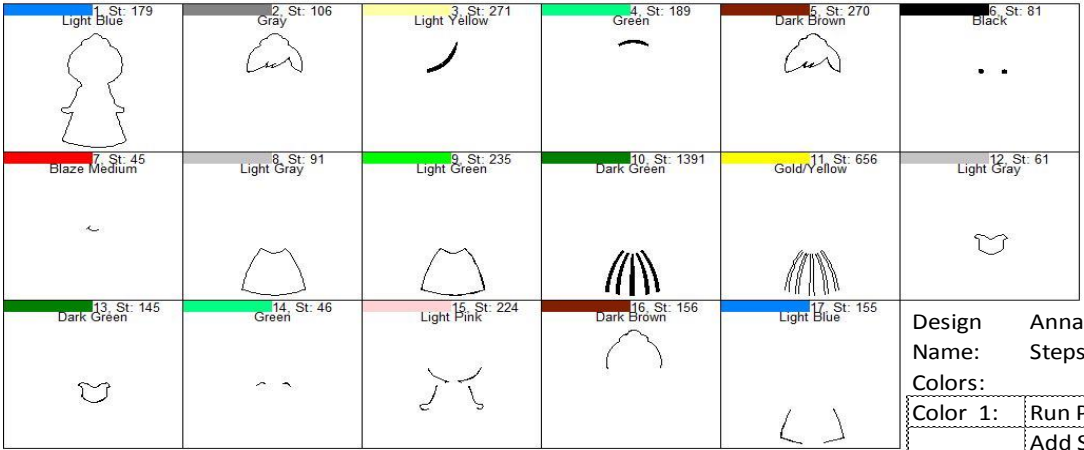 1, St: 179
Light Blue
2, St: 106
Gray
3, St: 271
Light Yellow
4, St: 189
Green
5, St: 270
Dark Brown
6, St: 81
Black
7, St: 45
Blaze Medium
8, St: 91
Light Gray
9, St: 235
Light Green
10, St: 1391
Dark Green
11, St: 656
Gold/Yellow
12, St: 61
Light Gray
13, St: 145
Dark Green
14, St: 46
Green
15, St: 224
Light Pink
16, St: 156
Dark Brown
17, St: 155
Light Blue
Design Anna
Name: Steps
Colors:
Color 1: Run
Add